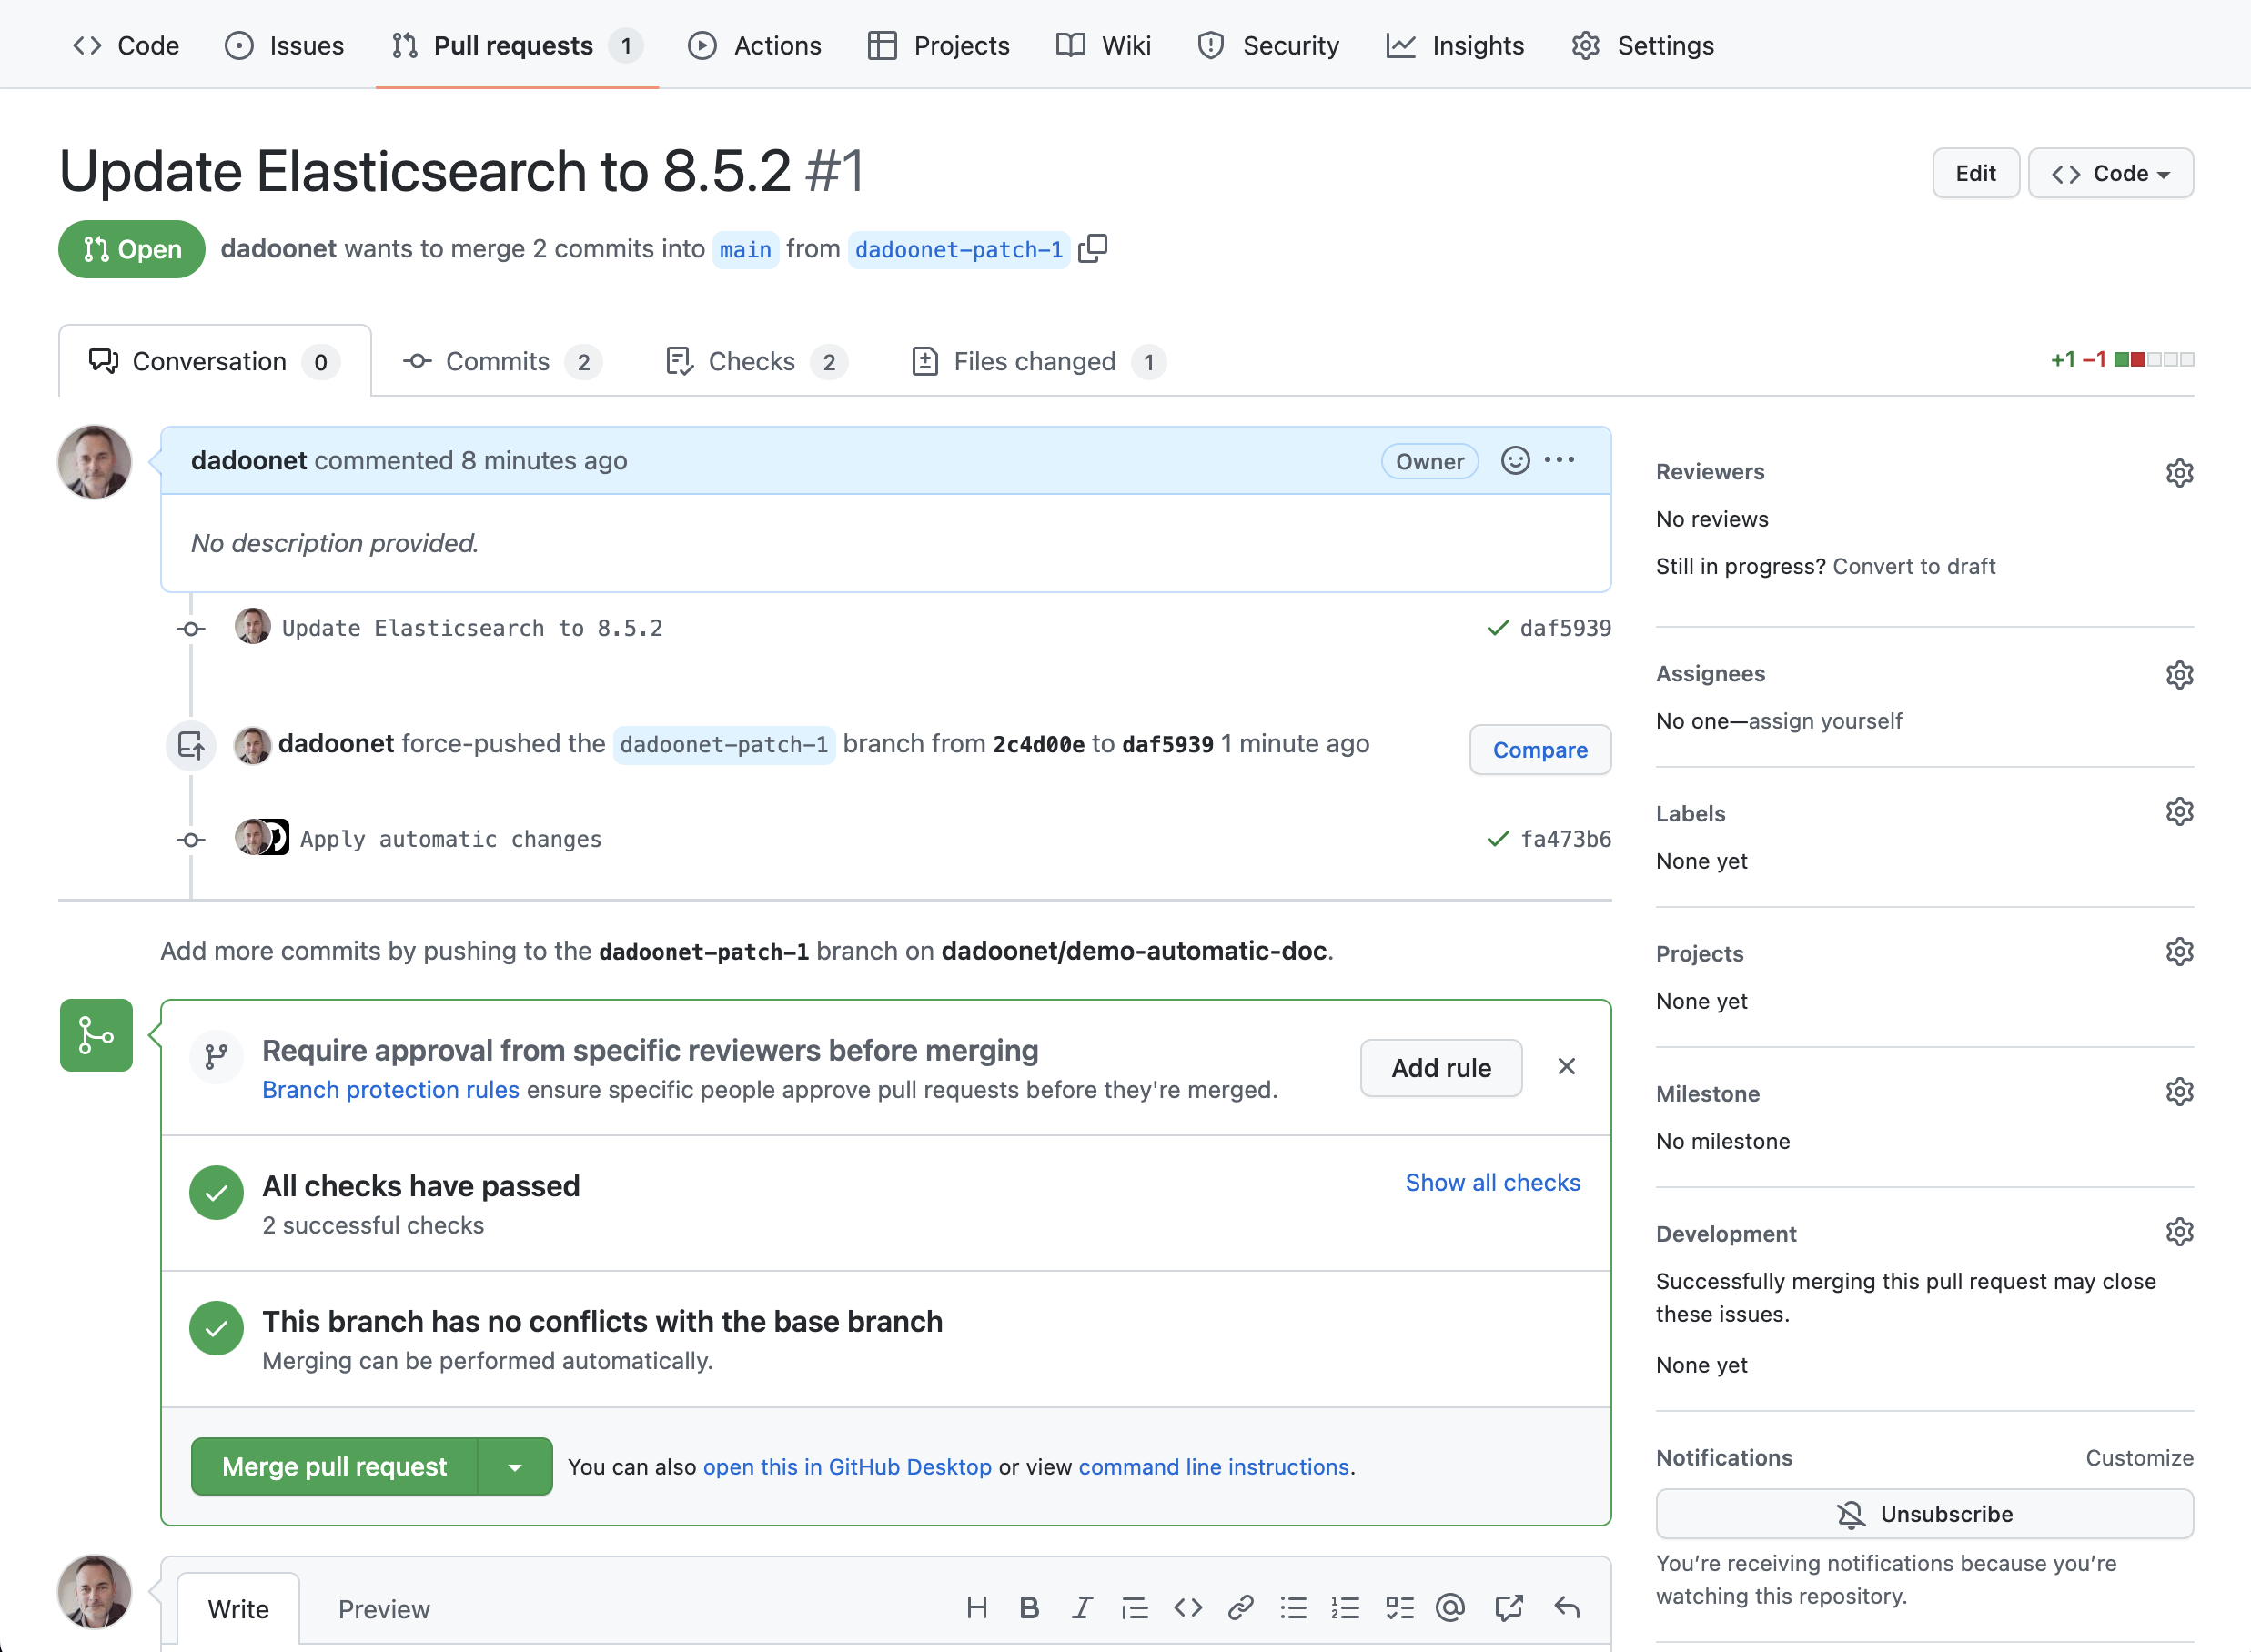 Code Issues Pull requests 1 Actions Projects Wiki Security Insights Settings
Update Elasticsearch to 8.5.2 #1
Edit
Code
Open
dadoonet wants to merge 2 commits into main from dadoonet-patch-1
Conversation 0
Commits 2
Checks 2
Files changed 1
+1 −1
dadoonet commented 8 minutes ago
Owner
No description provided.
Update Elasticsearch to 8.5.2
daf5939
dadoonet force-pushed the dadoonet-patch-1 branch from 2c4d00e to daf5939 1 minute ago
Compare
Apply automatic changes
fa473b6
Add more commits by pushing to the dadoonet-patch-1 branch on dadoonet/demo-automatic-doc.
Require approval from specific reviewers before merging
Branch protection rules ensure specific people approve pull requests before they're merged.
Add rule
All checks have passed
2 successful checks
Show all checks
This branch has no conflicts with the base branch
Merging can be performed automatically.
Merge pull request
You can also open this in GitHub Desktop or view command line instructions.
Write
Preview
Reviewers
No reviews
Still in progress? Convert to draft
Assignees
No one—assign yourself
Labels
None yet
Projects
None yet
Milestone
No milestone
Development
Successfully merging this pull request may close
these issues.
None yet
Notifications
Customize
Unsubscribe
You’re receiving notifications because you’re
watching this repository.